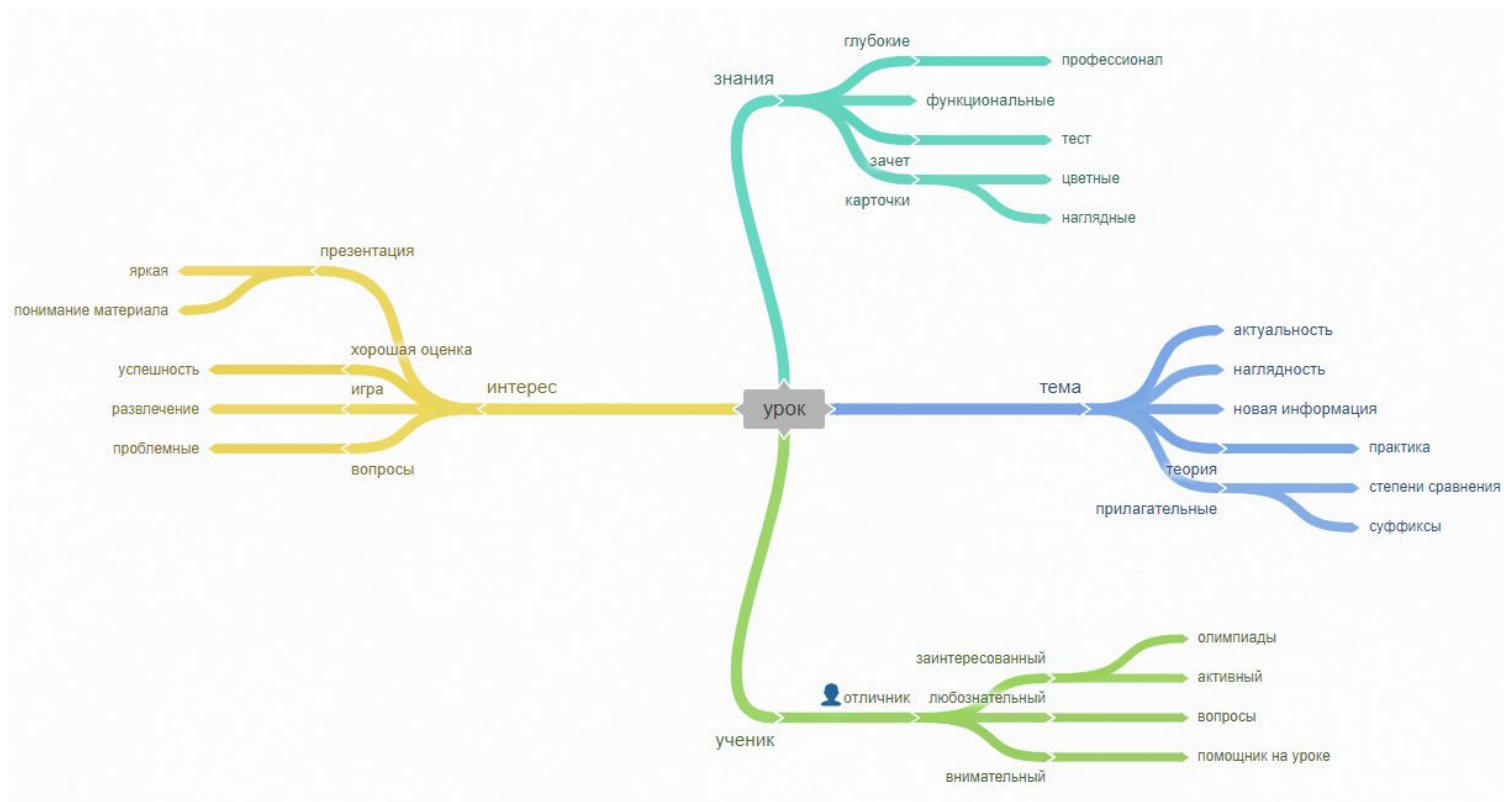 глубокие
профессионал
знания
функциональные
тест
зачет
цветные
карточки
наглядные
презентация
яркая
понимание материала
хорошая оценка
успешность
игра
интерес
развлечение
проблемные
вопросы
урок
тема
актуальность
наглядность
новая информация
практика
теория
степени сравнения
прилагательные
суффиксы
олимпиады
заинтересованный
активный
отличник
любознательный
вопросы
ученик
помощник на уроке
внимательный